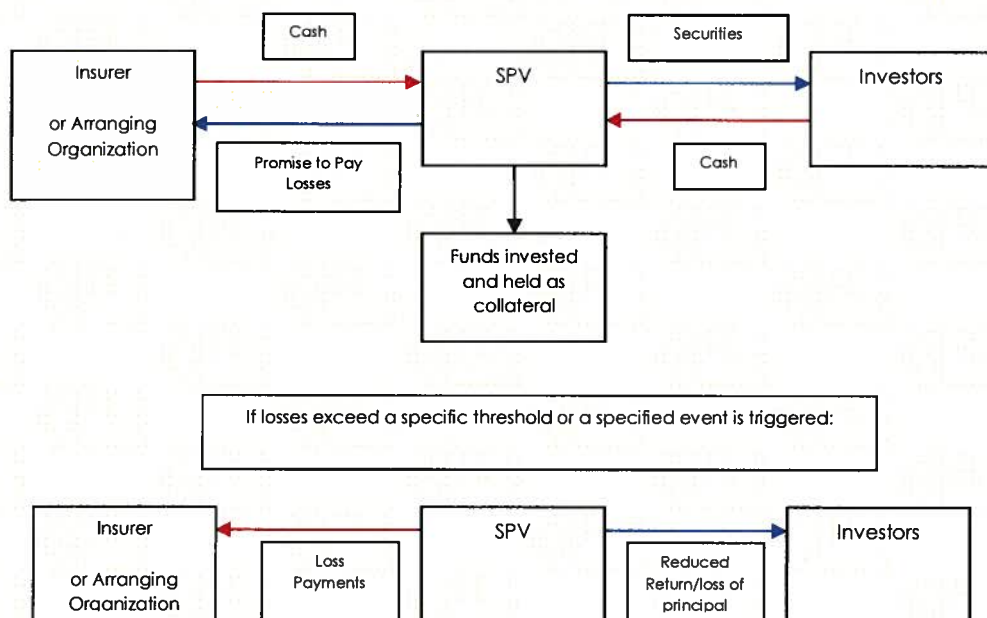 Cash
Securities
Insurer
or Arranging
Organization
SPV
Investors
Promise to Pay
Losses
Cash
Funds invested
and held as
collateral
If losses exceed a specific threshold or a specified event is triggered:
Insurer
or Arranging
Organization
SPV
Investors
Loss
Payments
Reduced
Return/loss of
principal